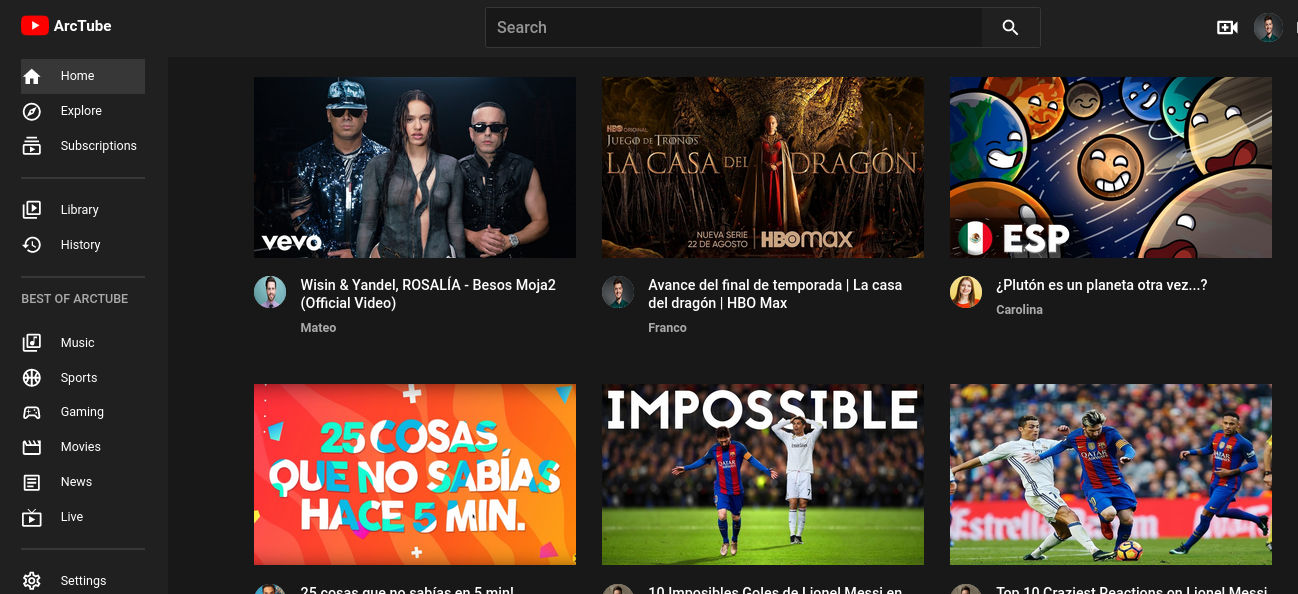 ArcTube
Search
Home
Explore
Subscriptions
Library
History
BEST OF ARCTUBE
Music
Sports
Gaming
Movies
News
Live
Settings
vevo
Wisin & Yandel, ROSALÍA - Besos Moja2
(Official Video)
Mateo
HBO ORIGINAL
JUEGO DE TRONOS
LA CASA DEL DRAGÓN
NUEVA SERIE
22 DE AGOSTO
HBOMAX
Avance del final de temporada | La casa
del dragón | HBO Max
Franco
ESP
¿Plutón es un planeta otra vez...?
Carolina
25 COSAS
QUE NO SABÍAS
HACE 5 MIN.
25 cosas que no sabías en 5 min!
IMPOSSIBLE
QATAR
7
10 Imposibles Goles de Lionel Messi en
QATAR
Estrella
Top 10 Craziest Reactions on Lionel Messi